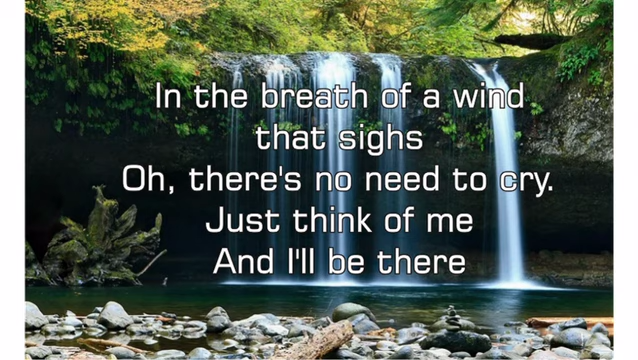 In the breath of a wind
that sighs
Oh, there's no need to cry.
Just think of me
And I'll be there